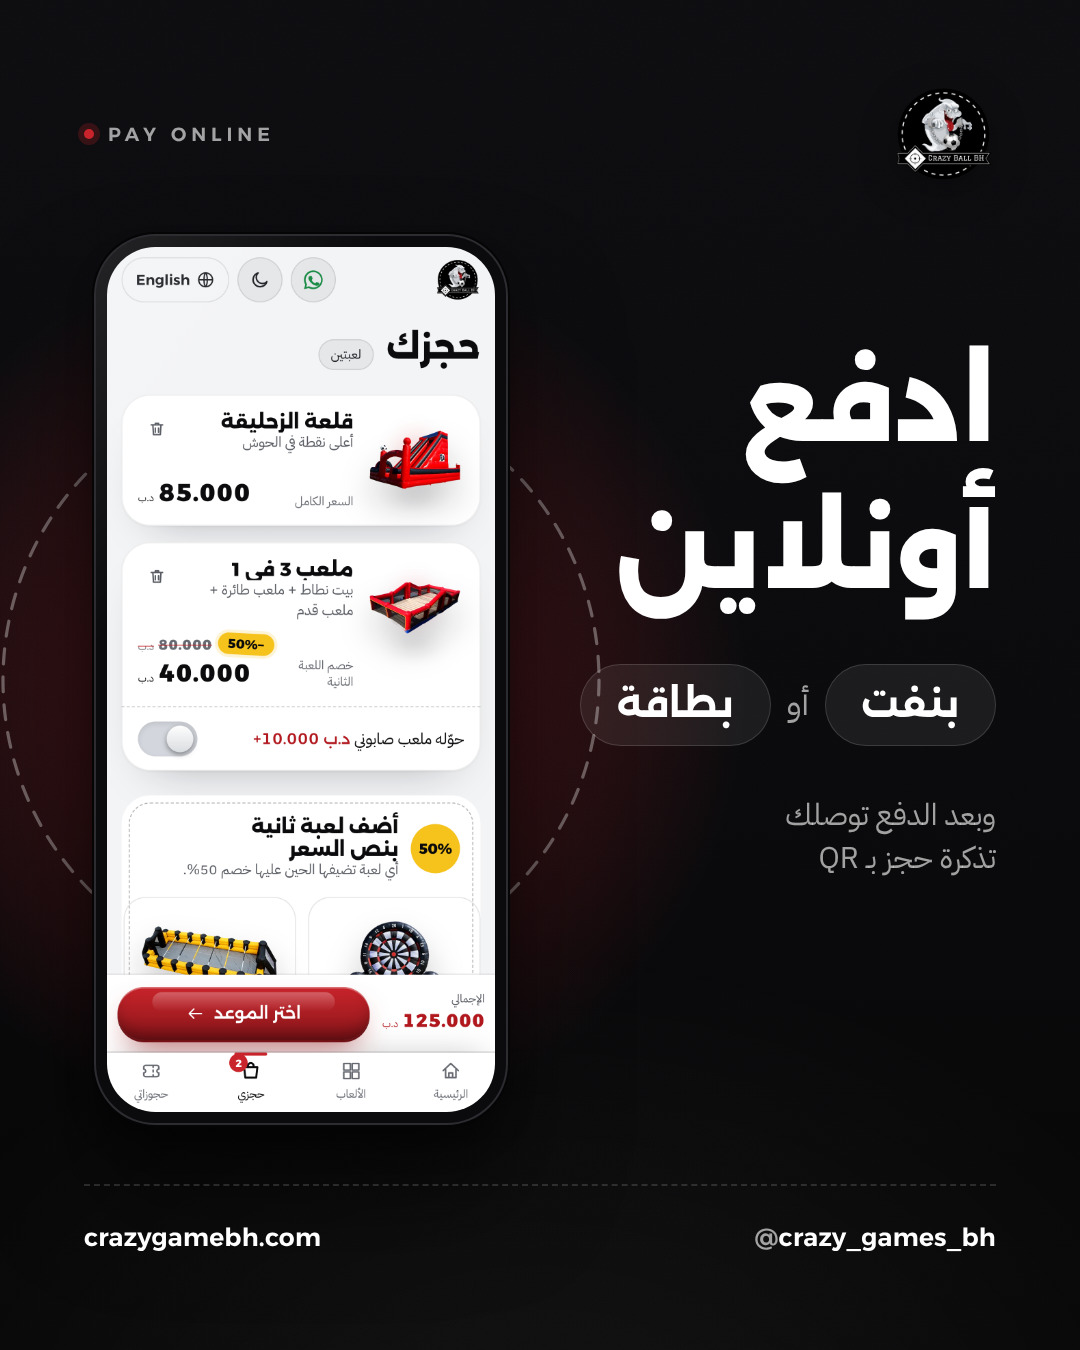 PAY ONLINE
CRAZY BALL BH
English
حجزك
لعبتين
قلعة الزحليقة
أعلى نقطة في الحوش
السعر الكامل
85.000 د.ب
ملعب 3 في 1
بيت نطاط + ملعب طائرة +
ملعب قدم
80.000 د.ب
-50%
خصم اللعبة
الثانية
40.000 د.ب
حوّله ملعب صابوني +10.000 د.ب
أضف لعبة ثانية
بنص السعر
50%
أي لعبة تضيفها الحين عليها خصم 50%.
الإجمالي
125.000 د.ب
اختر الموعد
الرئيسية
الألعاب
2
حجزي
حجوزاتي
ادفع
أونلاين
بنفت أو بطاقة
وبعد الدفع توصلك
تذكرة حجز بـ QR
crazygamebh.com
@crazy_games_bh